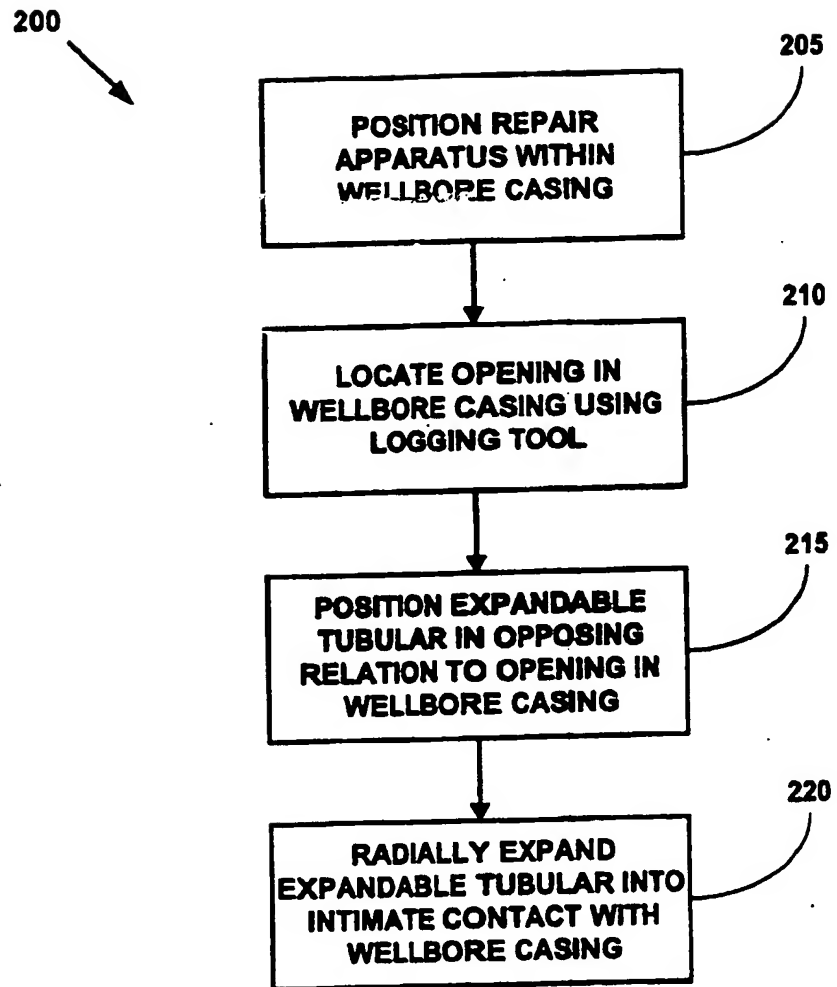 200
205
POSITION REPAIR
APPARATUS WITHIN
WELLBORE CASING
210
LOCATE OPENING IN
WELLBORE CASING USING
LOGGING TOOL
215
POSITION EXPANDABLE
TUBULAR IN OPPOSING
RELATION TO OPENING IN
WELLBORE CASING
220
RADIALLY EXPAND
EXPANDABLE TUBULAR INTO
INTIMATE CONTACT WITH
WELLBORE CASING